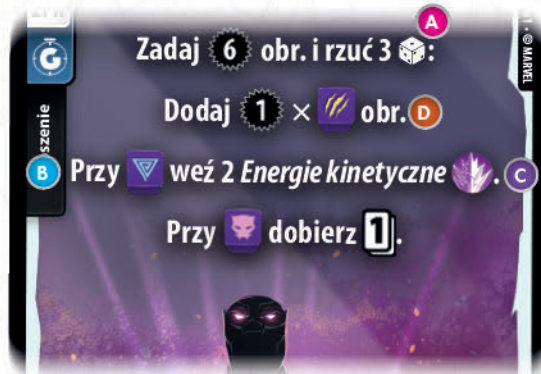 A
Zadaj 6 obr. i rzuć 3 :
G
Dodaj 1 × obr. D
B Przy weź 2 Energie kinetyczne . C
Przy dobierz 1.
szenie
• © MARVEL